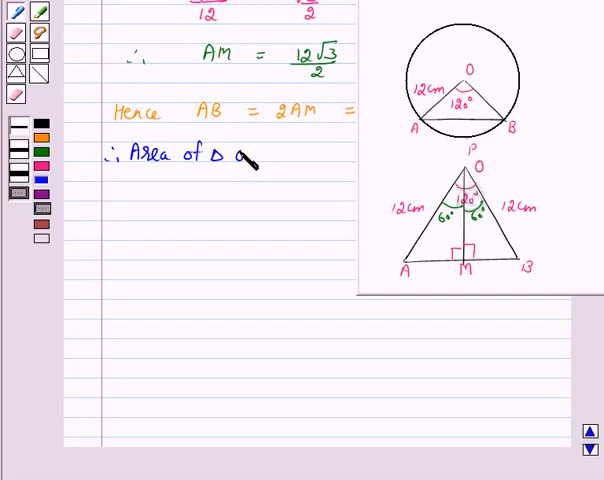 12 2
∴ AM = 12√3
2
Hence AB = 2AM =
∴ Area of Δ O
O
12cm
120°
A B
P
O
12cm 120° 12cm
60° 60°
A M B